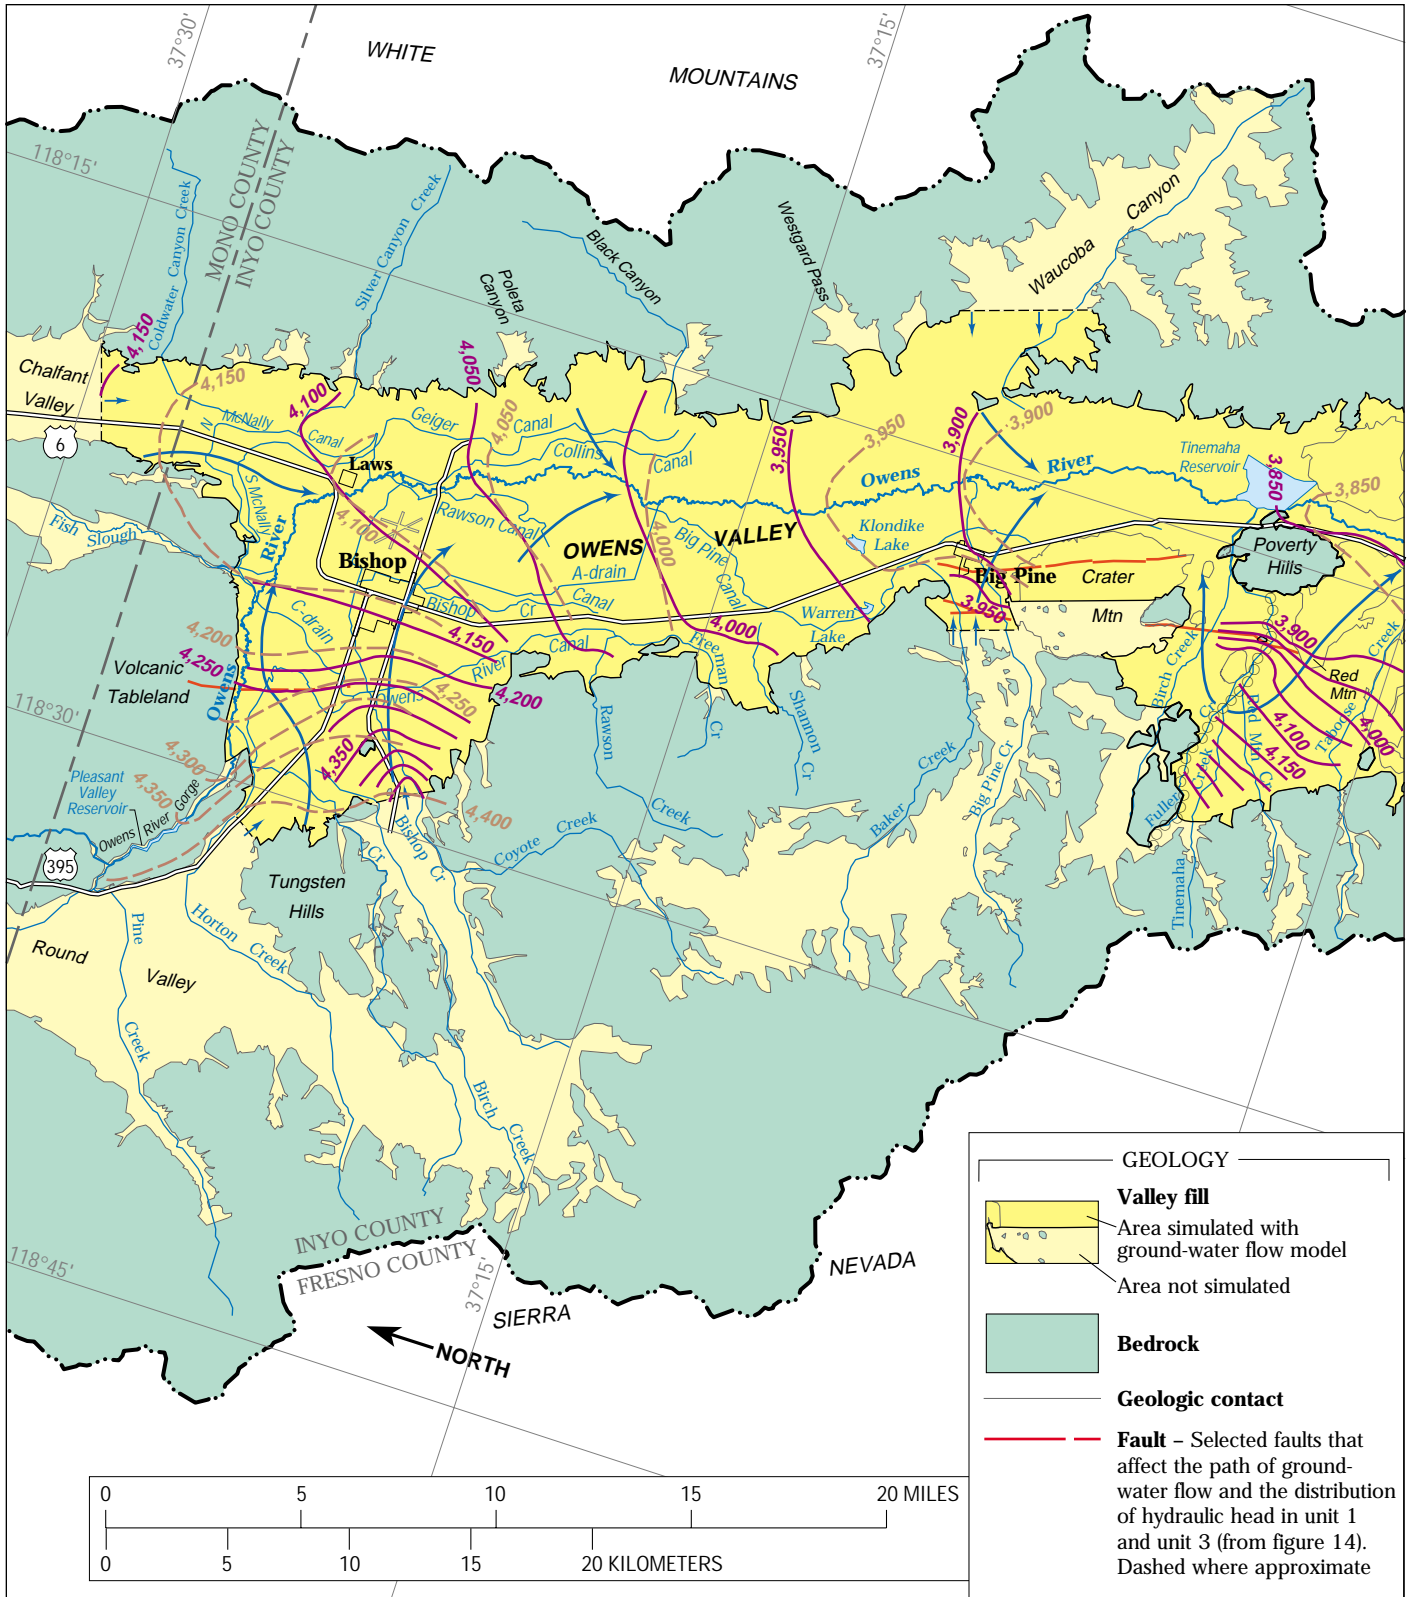 37°30'
WHITE
MOUNTAINS
37°15'
118°15'
MONO COUNTY
INYO COUNTY
Coldwater Canyon Creek
Silver Canyon Creek
Poleta
Canyon
Black Canyon
Westgard Pass
Waucoba
Canyon
4,150
Chalfant
Valley
6
4,150
N
McNally
Canal
4,100
Geiger
Canal
4,050
4,050
Collins
Canal
3,950
3,950
3,900
3,900
Laws
S McNally
River
Rawson Canal
4,100
4,000
Big Pine
Canal
Owens
River
Tinemaha
Reservoir
3,850
3,850
Fish
Slough
Bishop
OWENS
VALLEY
Klondike
Lake
A-drain
Poverty
Hills
Big Pine
Crater
Mtn
C-drain
Bishop
Cr
Canal
4,150
4,200
4,250
Volcanic
Tableland
Owens
River
Canal
4,000
Freeman
Cr
Warren
Lake
3,950
3,900
Owens
4,250
4,200
Rawson
Creek
Shannon
Cr
Birch Creek
Red
Mtn
Taboose
Creek
118°30'
4,300
4,350
4,350
Pleasant
Valley
Reservoir
Owens
River
Gorge
4,400
Cr
Bishop
Cr
Coyote
Creek
Baker
Creek
Big Pine Cr
Fuller
Creek
Cr
Red
Mtn
Cr
4,100
4,150
4,000
Tinemaha
395
Tungsten
Hills
Round
Valley
Pine
Creek
Horton
Creek
Birch
Creek
INYO COUNTY
FRESNO COUNTY
118°45'
37°15'
SIERRA
NEVADA
NORTH
GEOLOGY
Valley fill
Area simulated with
ground-water flow model
Area not simulated
Bedrock
Geologic contact
Fault – Selected faults that
affect the path of ground-
water flow and the distribution
of hydraulic head in unit 1
and unit 3 (from figure 14).
Dashed where approximate
0 5 10 15 20 MILES
0 5 10 15 20 KILOMETERS